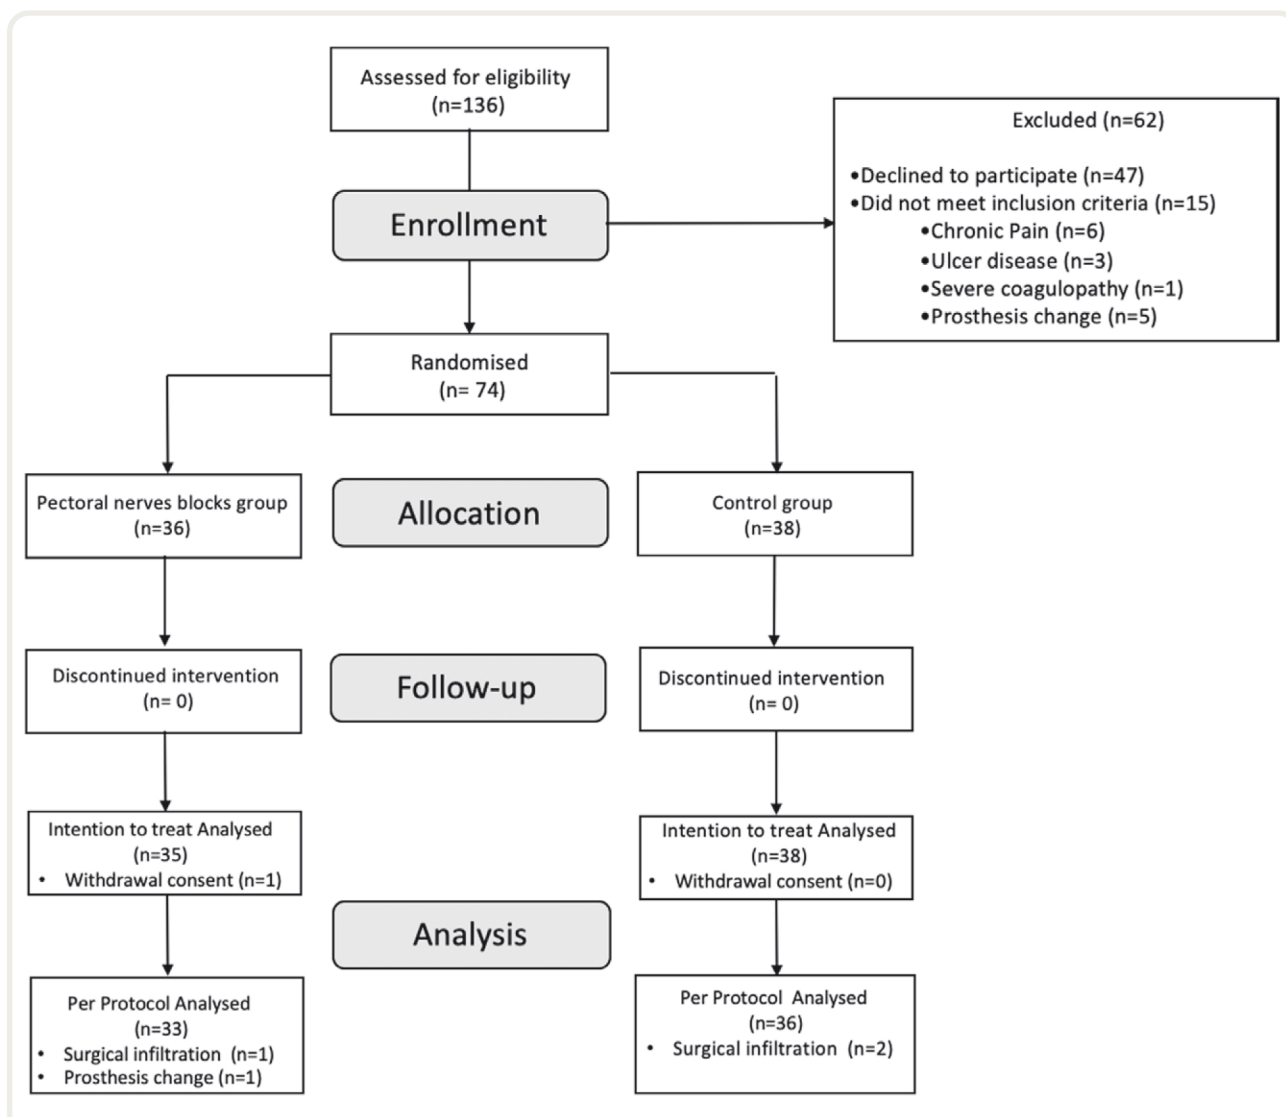 Assessed for eligibility
(n=136)
Excluded (n=62)
•Declined to participate (n=47)
•Did not meet inclusion criteria (n=15)
•Chronic Pain (n=6)
•Ulcer disease (n=3)
•Severe coagulopathy (n=1)
•Prosthesis change (n=5)
Enrollment
Randomised
(n= 74)
Pectoral nerves blocks group
(n=36)
Allocation
Control group
(n=38)
Discontinued intervention
(n= 0)
Follow-up
Discontinued intervention
(n= 0)
Intention to treat Analysed
(n=35)
• Withdrawal consent (n=1)
Intention to treat Analysed
(n=38)
• Withdrawal consent (n=0)
Analysis
Per Protocol Analysed
(n=33)
• Surgical infiltration (n=1)
• Prosthesis change (n=1)
Per Protocol Analysed
(n=36)
• Surgical infiltration (n=2)